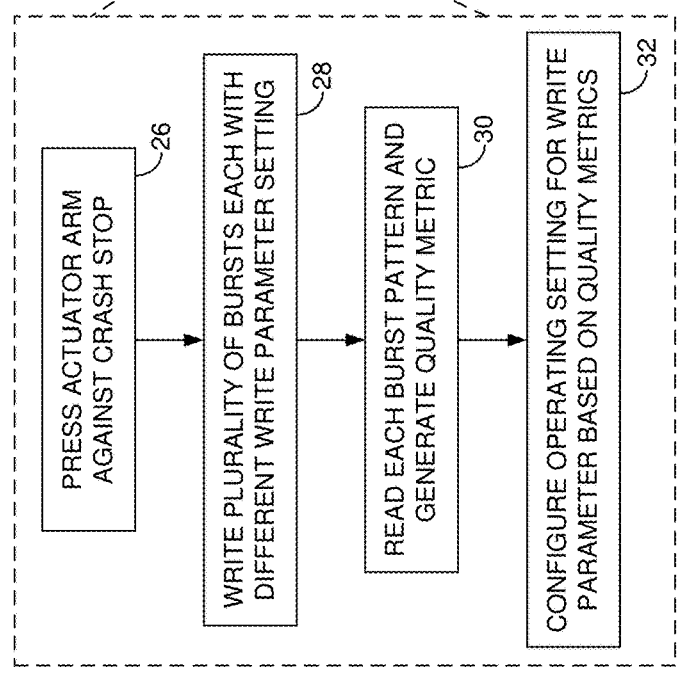 PRESS ACTUATOR ARM
AGAINST CRASH STOP
26
WRITE PLURALITY OF BURSTS EACH WITH
DIFFERENT WRITE PARAMETER SETTING
28
READ EACH BURST PATTERN AND
GENERATE QUALITY METRIC
30
CONFIGURE OPERATING SETTING FOR WRITE
PARAMETER BASED ON QUALITY METRICS
32